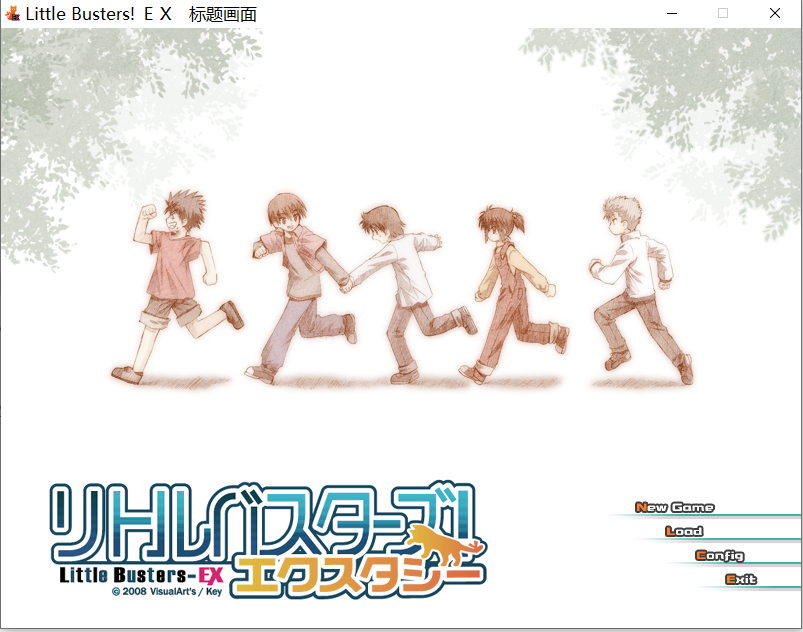 Little Busters! ＥＸ　标题画面
リトルバスターズ!
エクスタシー
Little Busters-EX
© 2008 VisualArt's / Key
New Game
Load
Config
Exit